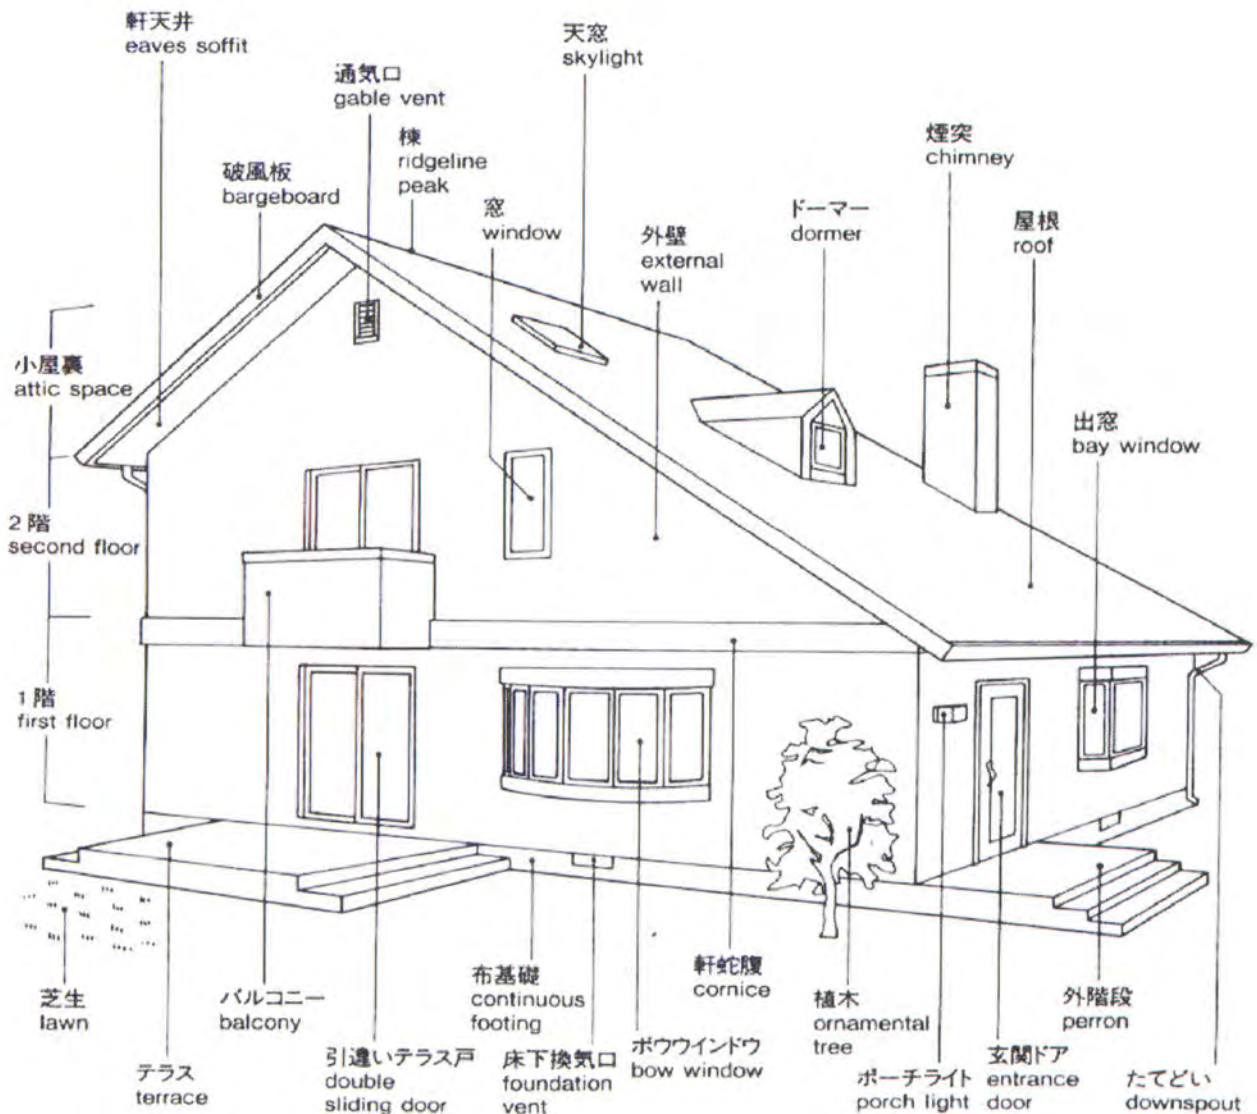 軒天井
eaves soffit
通気口
gable vent
天窓
skylight
棟
ridgeline
peak
煙突
chimney
破風板
bargeboard
窓
window
ドーマー
dormer
外壁
external
wall
屋根
roof
小屋裏
attic space
出窓
bay window
2階
second floor
1階
first floor
芝生
lawn
テラス
terrace
バルコニー
balcony
引違いテラス戸
double
sliding door
布基礎
continuous
footing
床下換気口
foundation
vent
ボウウインドウ
bow window
軒蛇腹
cornice
植木
ornamental
tree
ポーチライト
porch light
玄関ドア
entrance
door
外階段
perron
たてどい
downspout